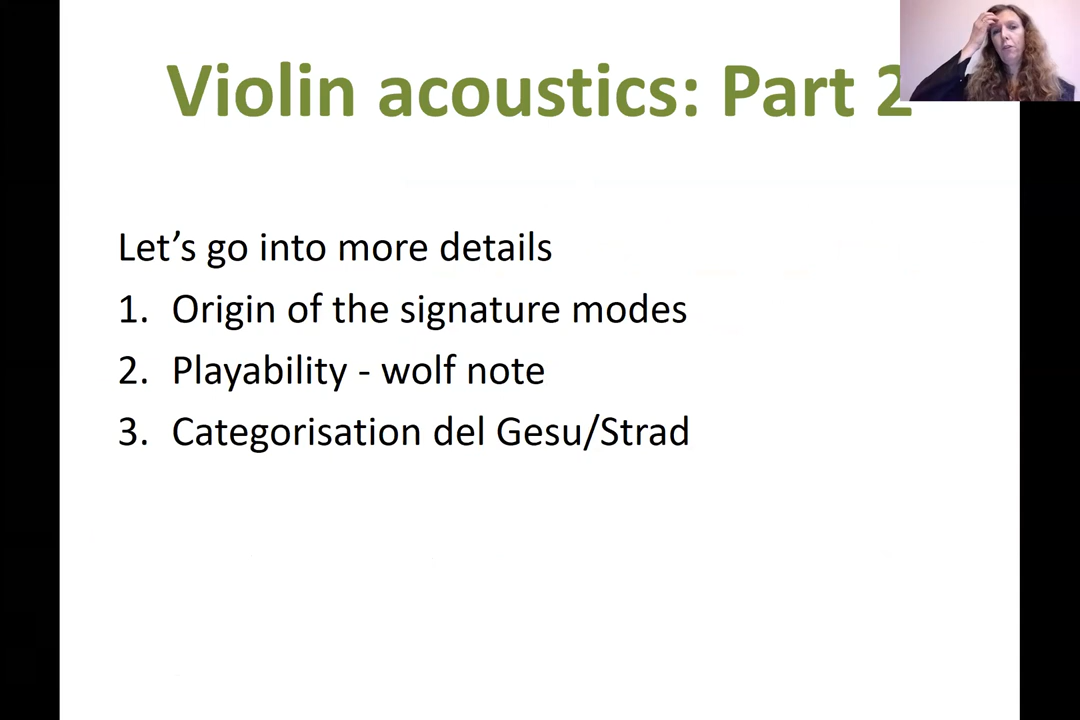 Violin acoustics: Part 2
Let’s go into more details
1. Origin of the signature modes
2. Playability - wolf note
3. Categorisation del Gesu/Strad